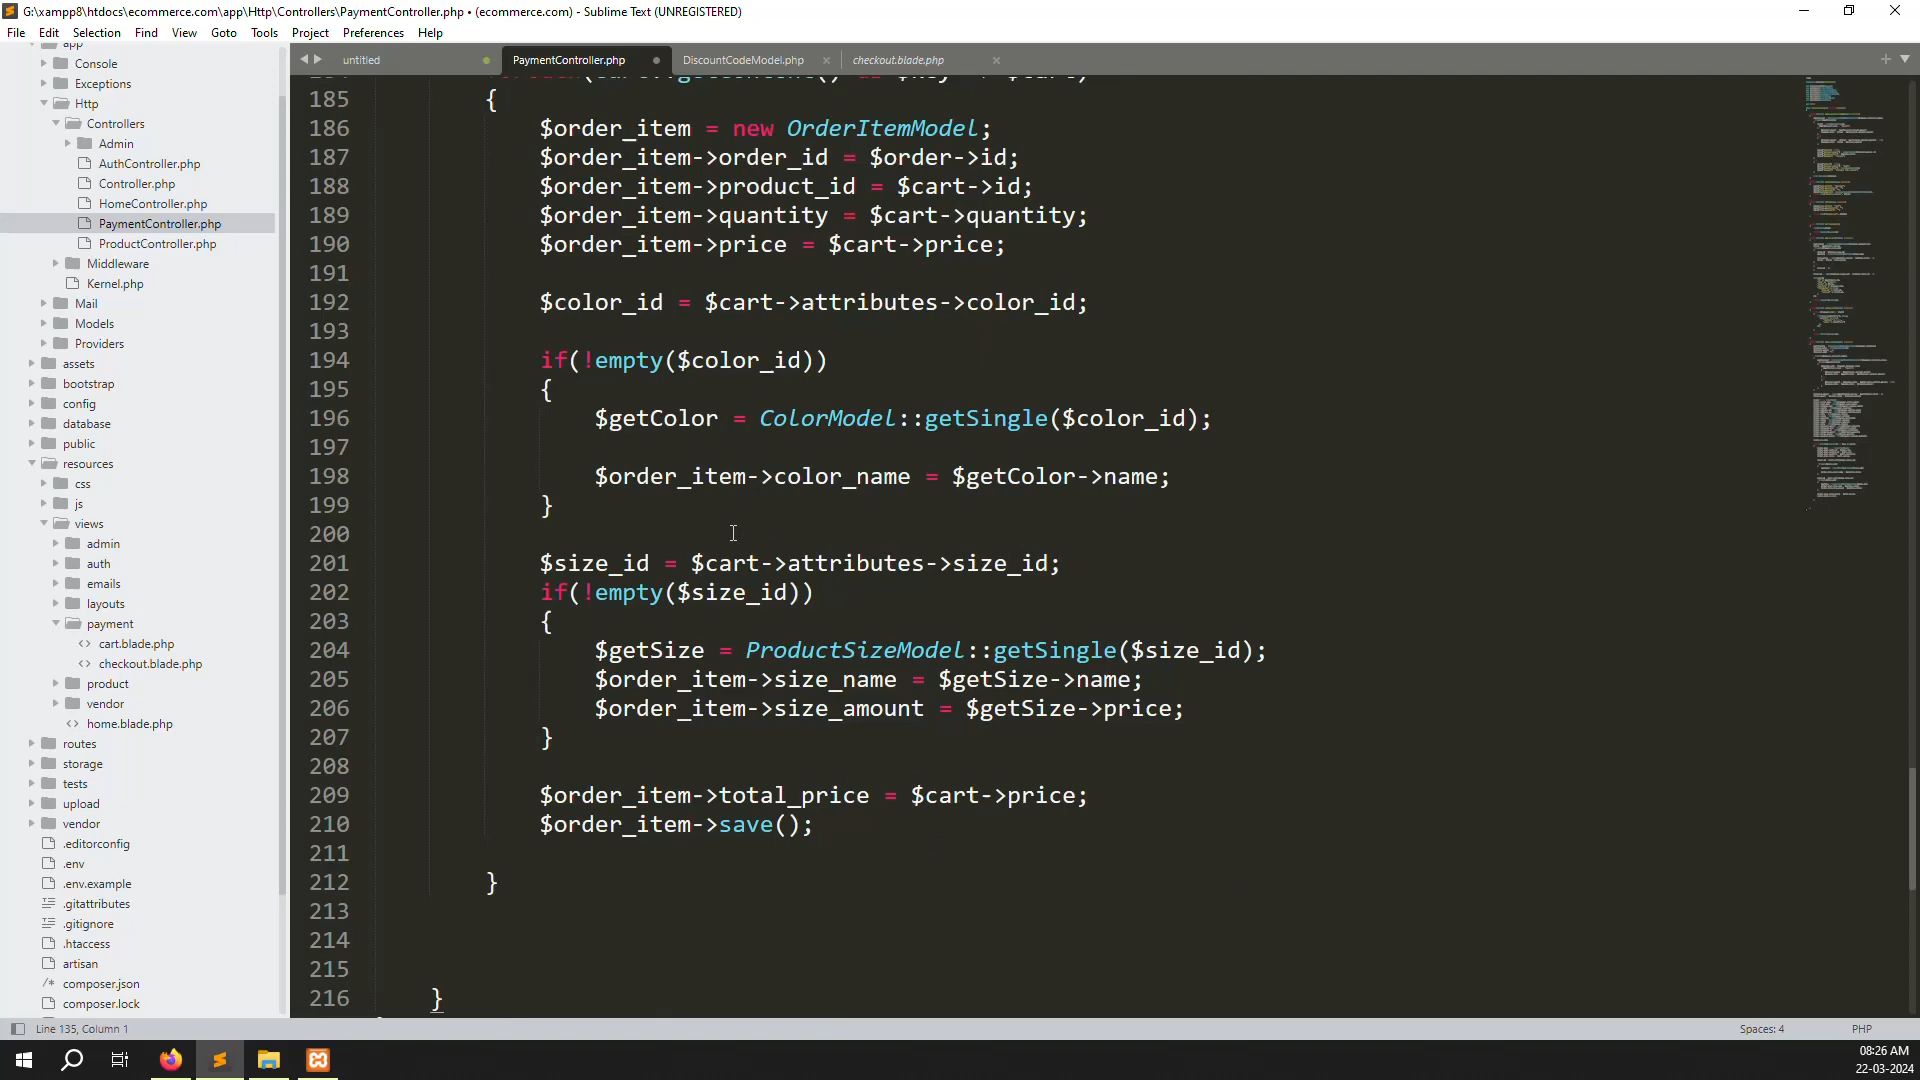 G:\xampp8\htdocs\ecommerce.com\app\Http\Controllers\PaymentController.php • (ecommerce.com) - Sublime Text (UNREGISTERED)
File Edit Selection Find View Goto Tools Project Preferences Help
app
Console
Exceptions
Http
Controllers
Admin
AuthController.php
Controller.php
HomeController.php
PaymentController.php
ProductController.php
Middleware
Kernel.php
Mail
Models
Providers
assets
bootstrap
config
database
public
resources
css
js
views
admin
auth
emails
layouts
payment
cart.blade.php
checkout.blade.php
product
vendor
home.blade.php
routes
storage
tests
upload
vendor
.editorconfig
.env
.env.example
.gitattributes
.gitignore
.htaccess
artisan
composer.json
composer.lock
untitled
PaymentController.php
DiscountCodeModel.php
checkout.blade.php
185 {
186 $order_item = new OrderItemModel;
187 $order_item->order_id = $order->id;
188 $order_item->product_id = $cart->id;
189 $order_item->quantity = $cart->quantity;
190 $order_item->price = $cart->price;
191
192 $color_id = $cart->attributes->color_id;
193
194 if(!empty($color_id))
195 {
196 $getColor = ColorModel::getSingle($color_id);
197
198 $order_item->color_name = $getColor->name;
199 }
200
201 $size_id = $cart->attributes->size_id;
202 if(!empty($size_id))
203 {
204 $getSize = ProductSizeModel::getSingle($size_id);
205 $order_item->size_name = $getSize->name;
206 $order_item->size_amount = $getSize->price;
207 }
208
209 $order_item->total_price = $cart->price;
210 $order_item->save();
211
212 }
213
214
215
216 }
Line 135, Column 1
Spaces: 4
PHP
08:26 AM
22-03-2024